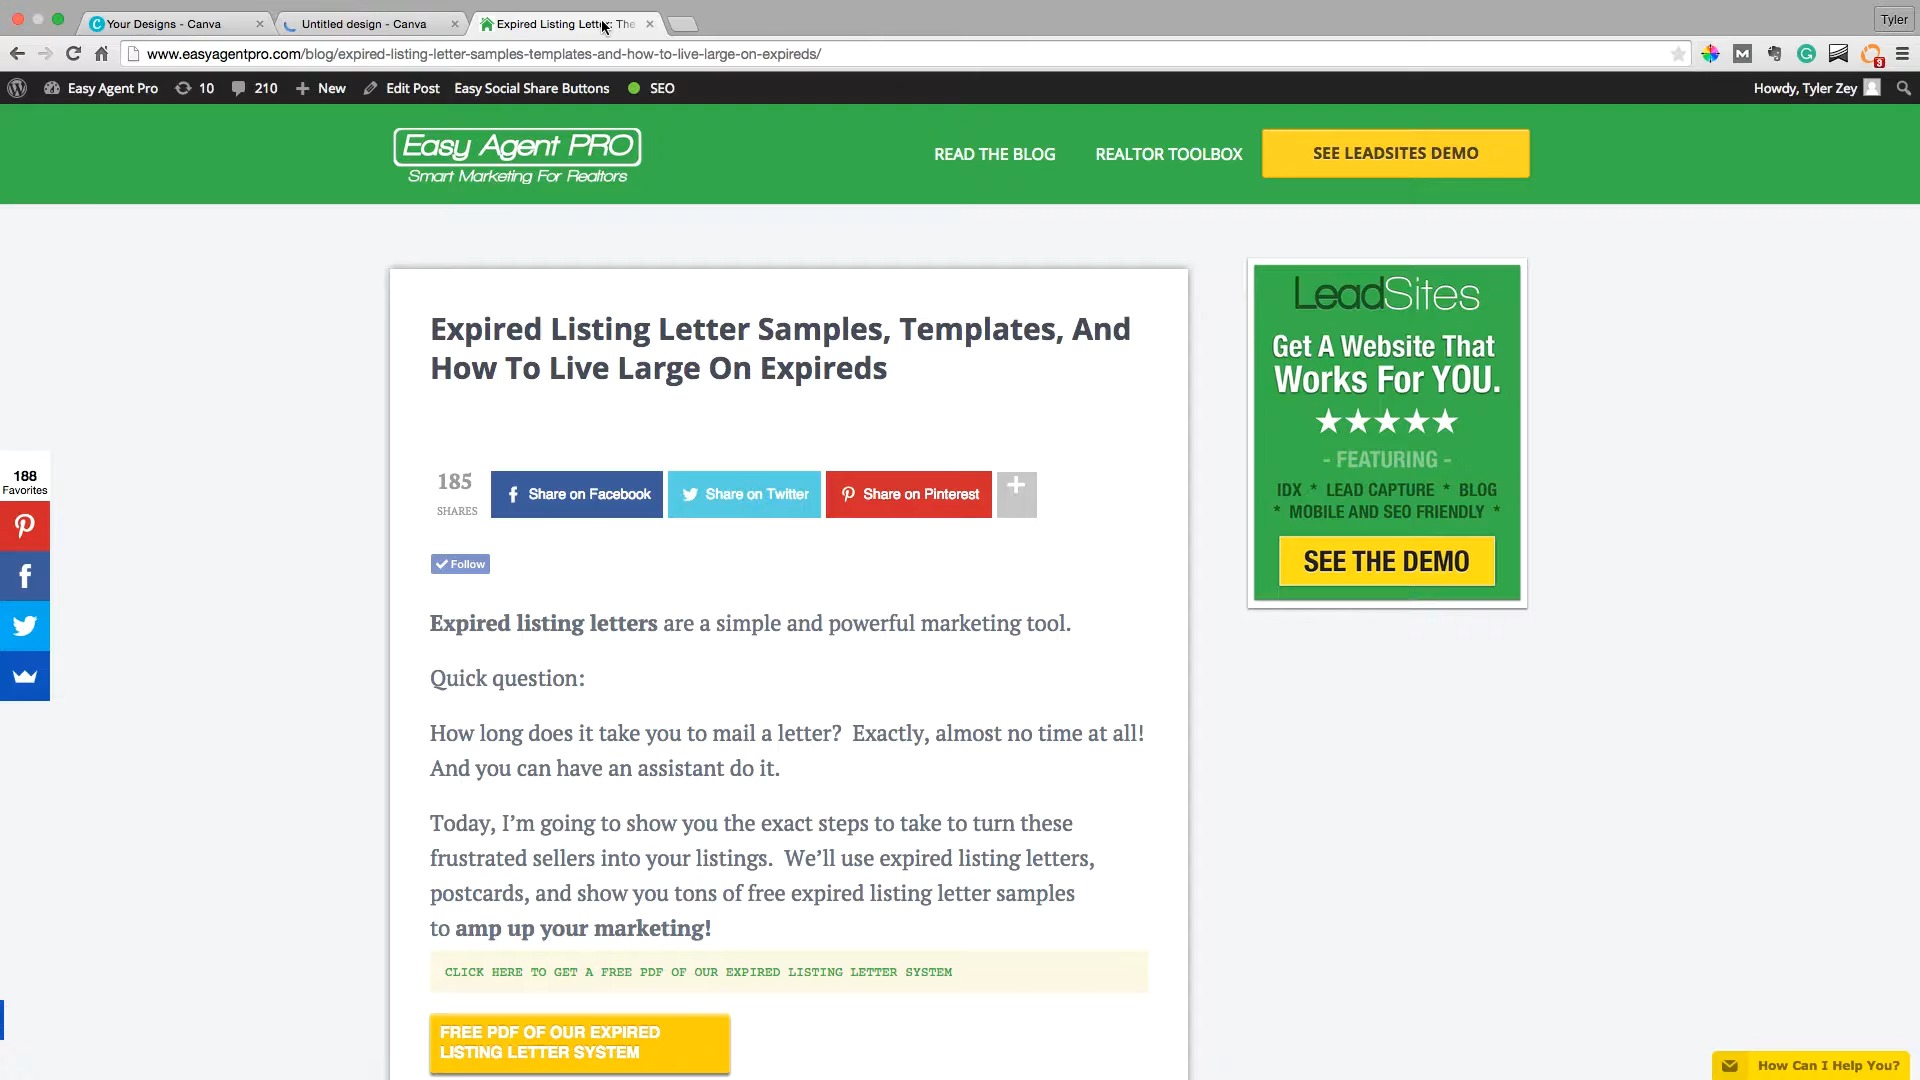 Your Designs - Canva
Untitled design - Canva
Expired Listing Letter: The
Tyler
www.easyagentpro.com/blog/expired-listing-letter-samples-templates-and-how-to-live-large-on-expireds/
M
3
Easy Agent Pro
10
210
New
Edit Post
Easy Social Share Buttons
SEO
Howdy, Tyler Zey
Easy Agent PRO
Smart Marketing For Realtors
READ THE BLOG
REALTOR TOOLBOX
SEE LEADSITES DEMO
Expired Listing Letter Samples, Templates, And
How To Live Large On Expireds
185
SHARES
Share on Facebook
Share on Twitter
Share on Pinterest
Follow
Expired listing letters are a simple and powerful marketing tool.
Quick question:
How long does it take you to mail a letter?  Exactly, almost no time at all!
And you can have an assistant do it.
Today, I'm going to show you the exact steps to take to turn these
frustrated sellers into your listings.  We'll use expired listing letters,
postcards, and show you tons of free expired listing letter samples
to amp up your marketing!
CLICK HERE TO GET A FREE PDF OF OUR EXPIRED LISTING LETTER SYSTEM
FREE PDF OF OUR EXPIRED
LISTING LETTER SYSTEM
188
Favorites
LeadSites
Get A Website That
Works For YOU.
- FEATURING -
IDX * LEAD CAPTURE * BLOG
* MOBILE AND SEO FRIENDLY *
SEE THE DEMO
How Can I Help You?